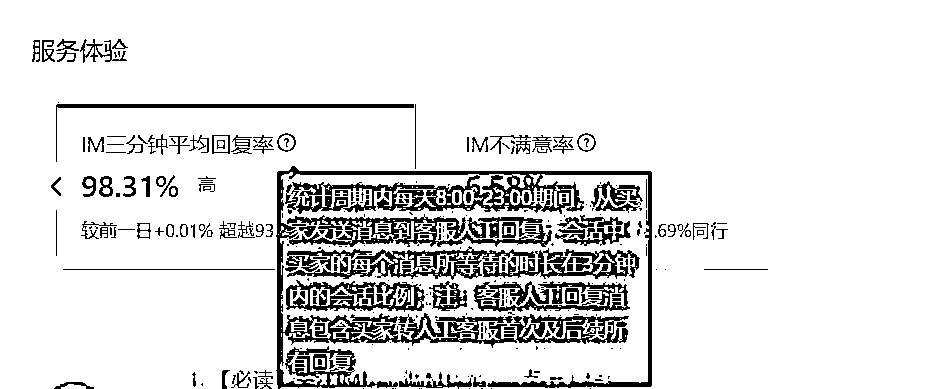 服务体验
IM三分钟平均回复率
IM不满意率
98.31% 高
较前一日+0.01% 超越93.
.69%同行
统计周期内每天8:00-23:00期间，从买
家发送消息到客服人工回复，会话中
买家的每个消息所等待的时长在3分钟
内的会话比例；注：客服人工回复消
息包含买家转人工客服首次及后续所
有回复
1.【必读